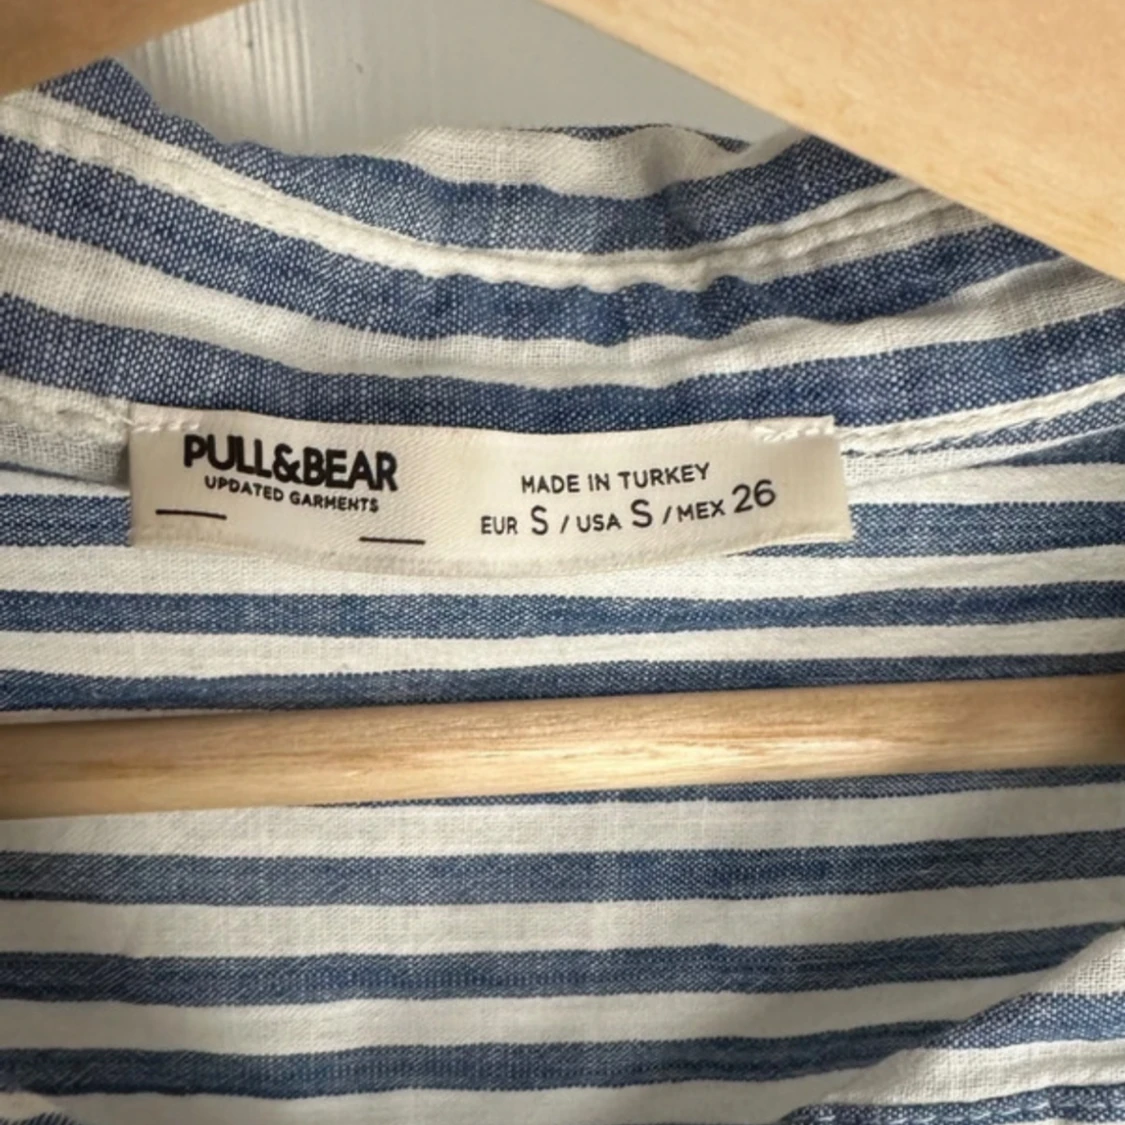 PULL&BEAR
UPDATED GARMENTS
MADE IN TURKEY
EUR S / USA S / MEX 26